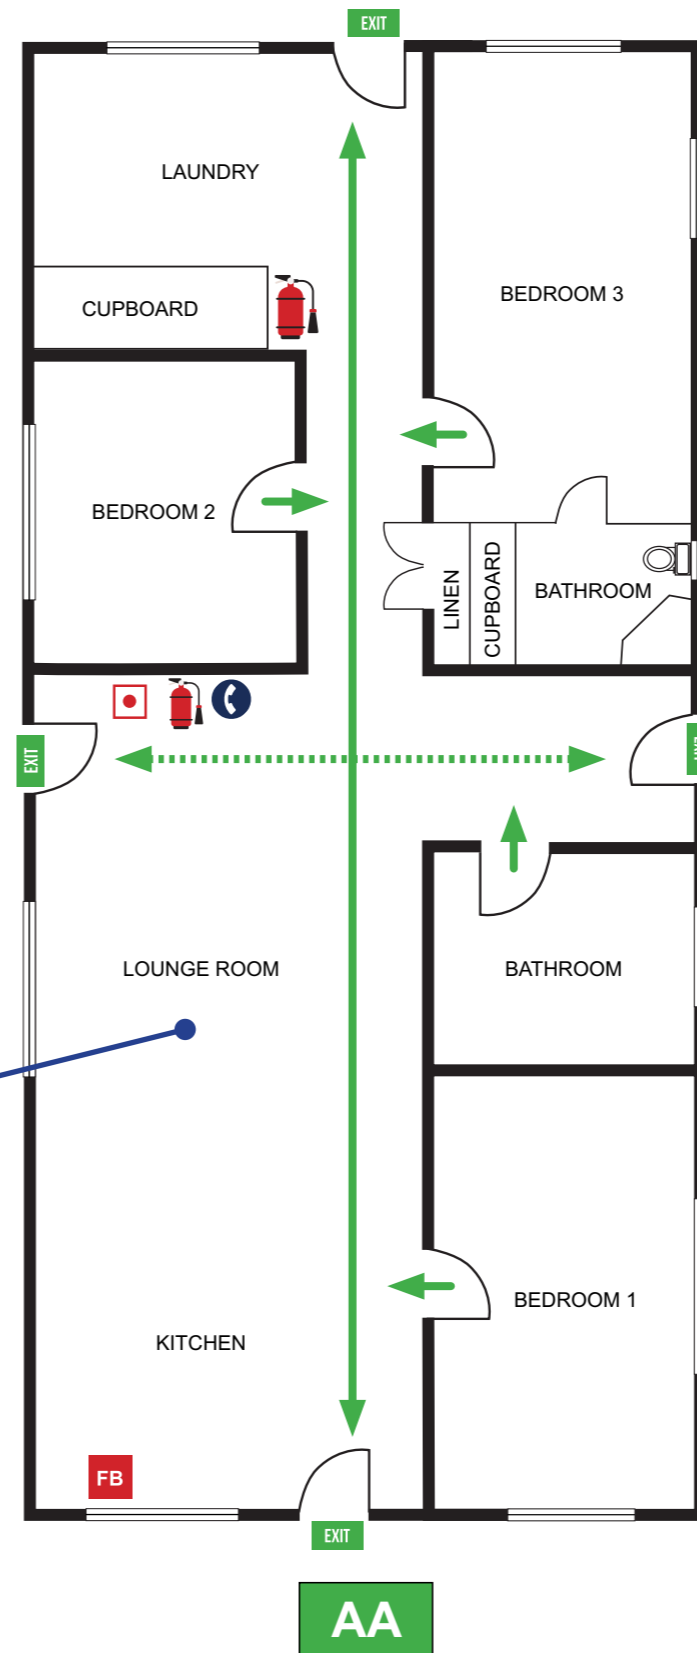 EXIT
LAUNDRY
CUPBOARD
BEDROOM 3
BEDROOM 2
LINEN
CUPBOARD
BATHROOM
EXIT
LOUNGE ROOM
BATHROOM
BEDROOM 1
KITCHEN
FB
EXIT
AA